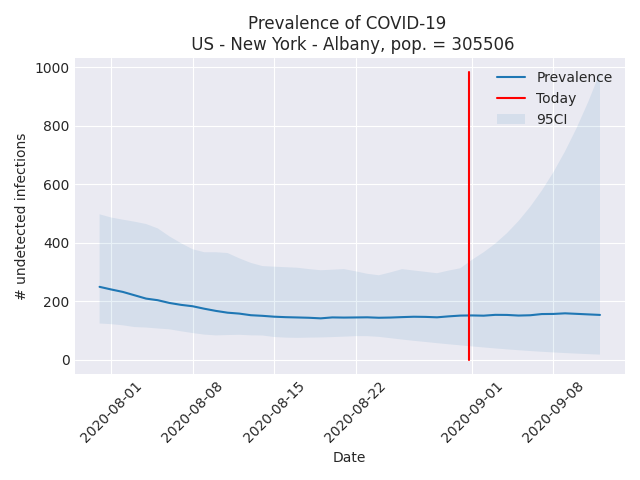 Prevalence of COVID-19
US - New York - Albany, pop. = 305506
1000
800
600
400
200
0
# undetected infections
Prevalence
Today
95CI
2020-08-01
2020-08-08
2020-08-15
2020-08-22
2020-09-01
2020-09-08
Date